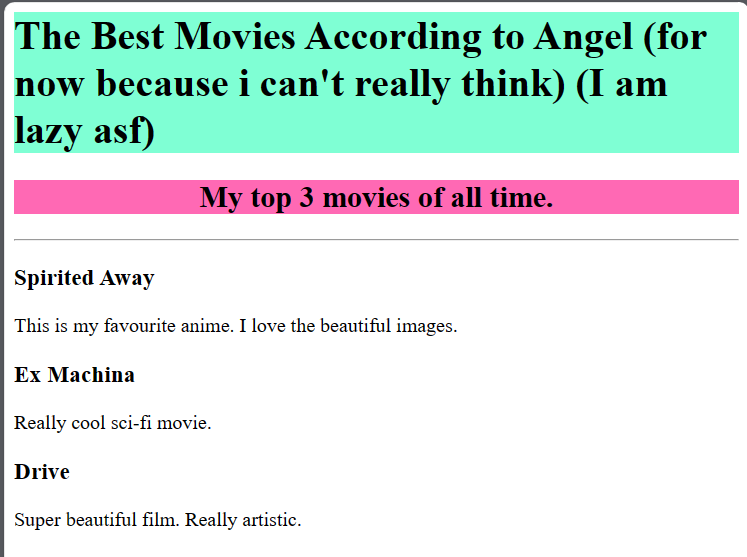 The Best Movies According to Angel (for
now because i can't really think) (I am
lazy asf)
My top 3 movies of all time.
Spirited Away
This is my favourite anime. I love the beautiful images.
Ex Machina
Really cool sci-fi movie.
Drive
Super beautiful film. Really artistic.